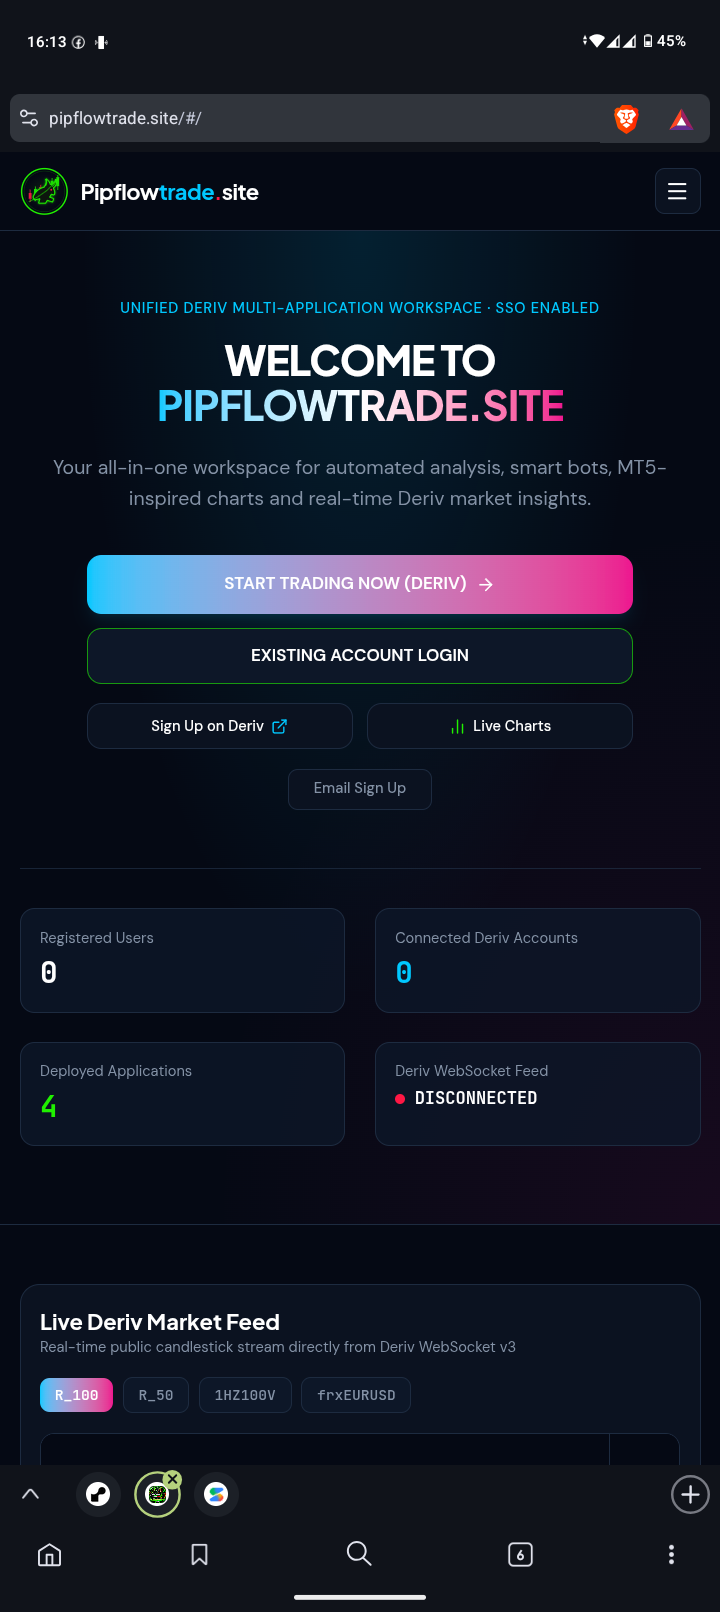 16:13
45%
pipflowtrade.site/#/
Pipflowtrade.site
UNIFIED DERIV MULTI-APPLICATION WORKSPACE · SSO ENABLED
WELCOME TO
PIPFLOWTRADE.SITE
Your all-in-one workspace for automated analysis, smart bots, MT5-
inspired charts and real-time Deriv market insights.
START TRADING NOW (DERIV) →
EXISTING ACCOUNT LOGIN
Sign Up on Deriv
Live Charts
Email Sign Up
Registered Users
0
Connected Deriv Accounts
0
Deployed Applications
4
Deriv WebSocket Feed
DISCONNECTED
Live Deriv Market Feed
Real-time public candlestick stream directly from Deriv WebSocket v3
R_100
R_50
1HZ100V
frxEURUSD
6